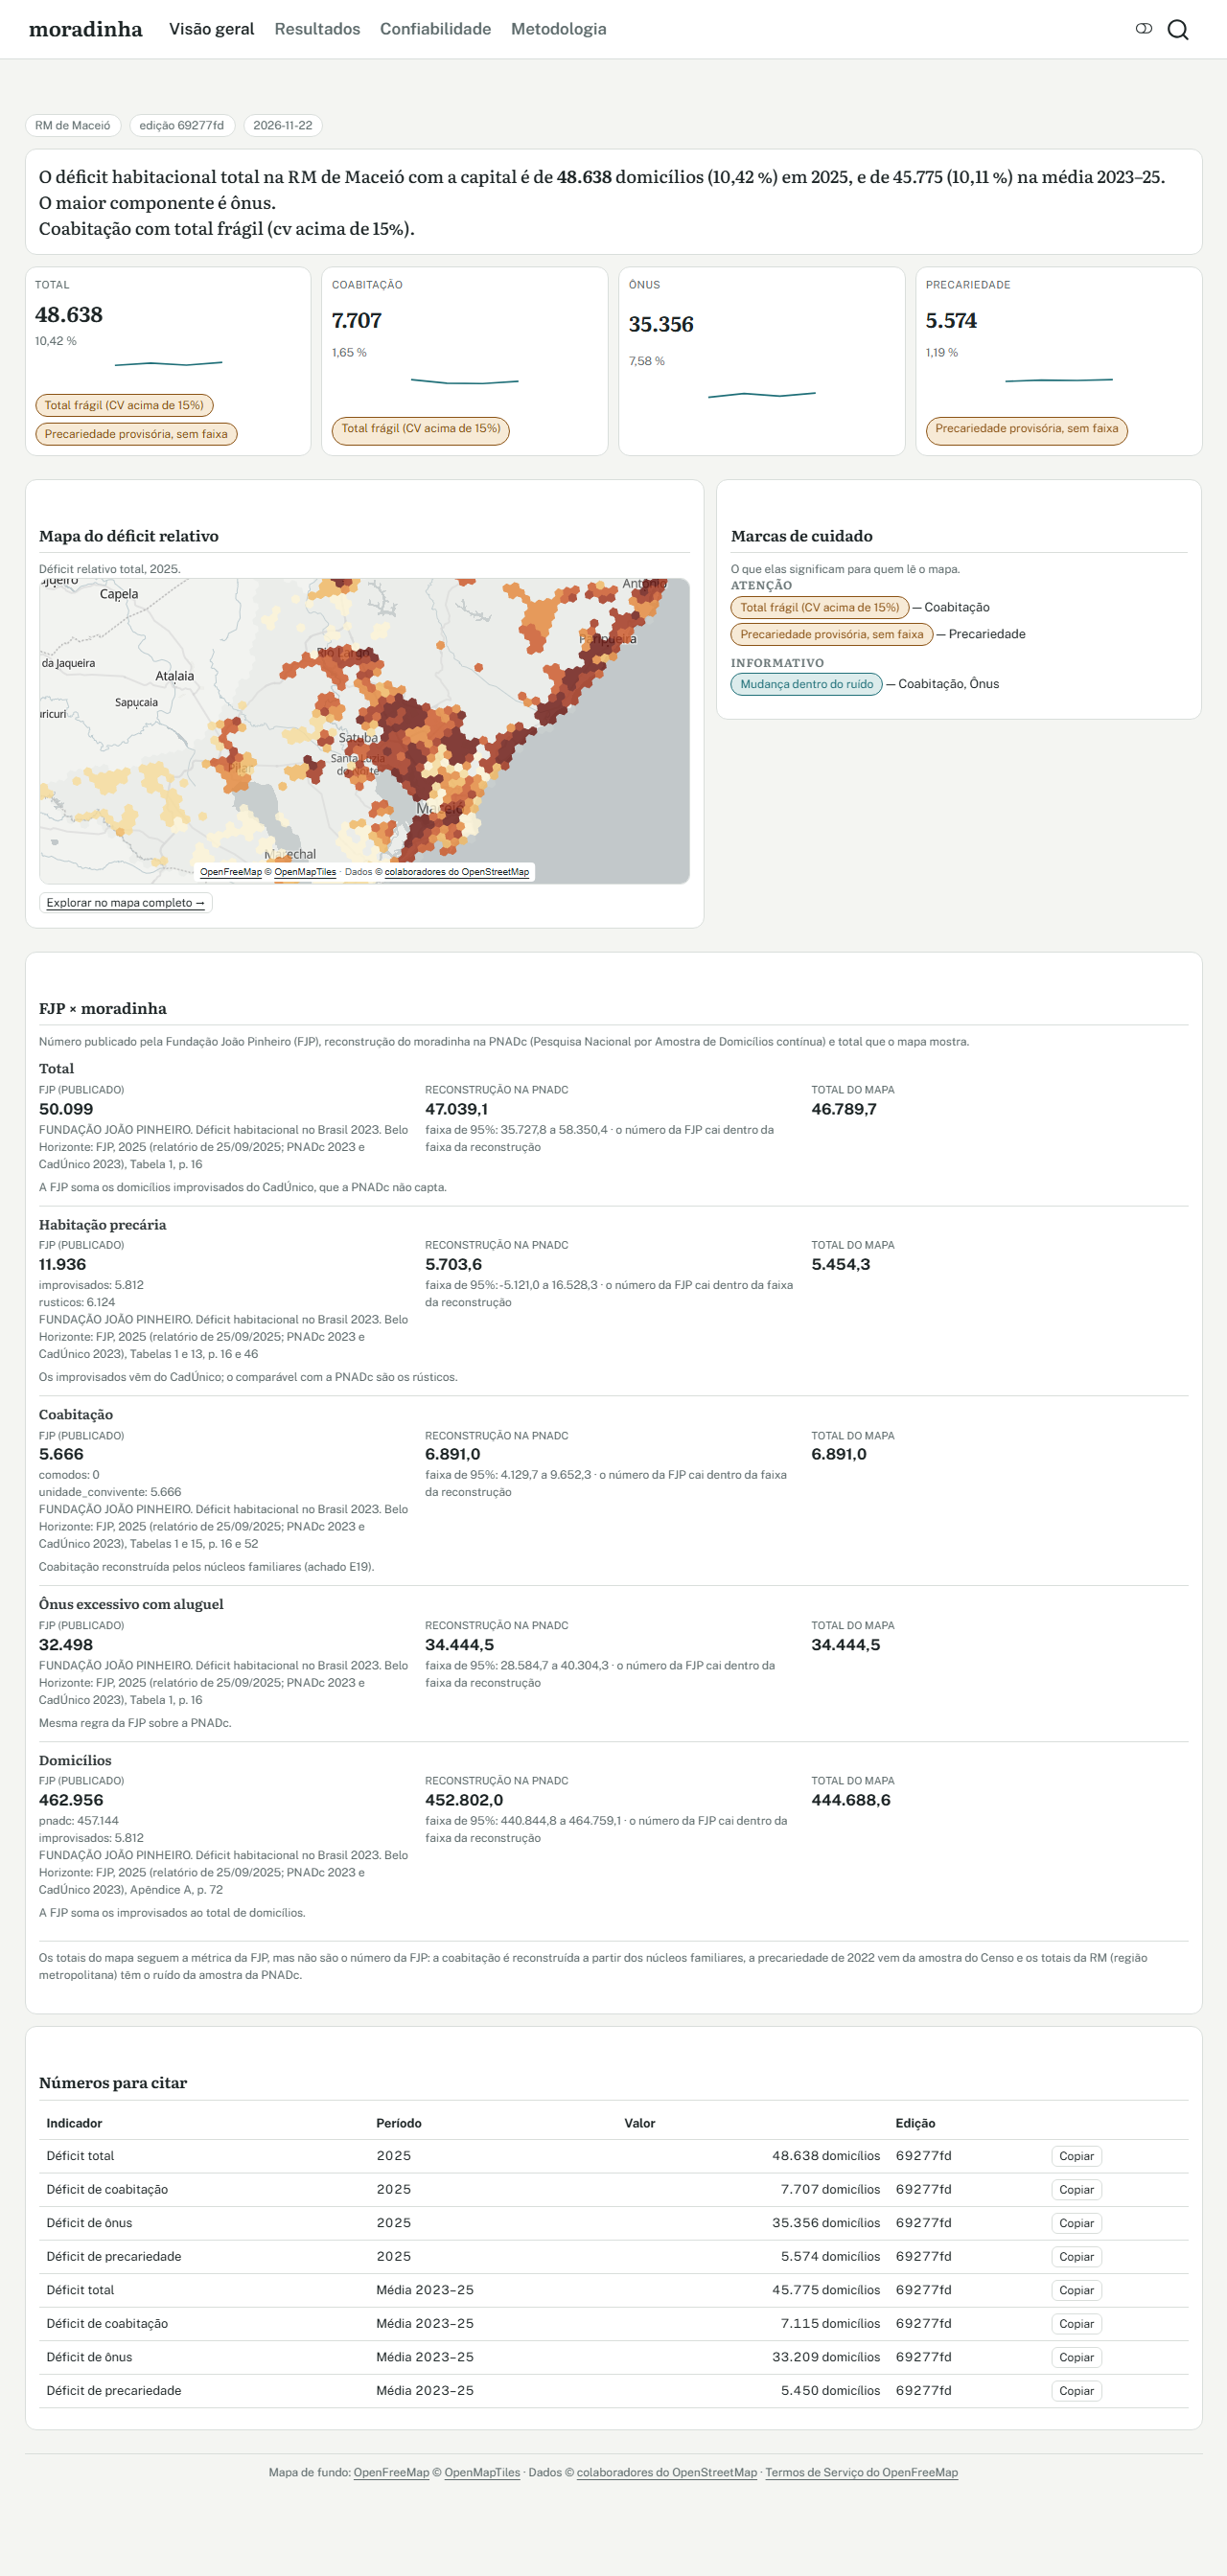 moradinha Visão geral Resultados Confiabilidade Metodologia
RM de Maceió edição 69277fd 2026-11-22
O déficit habitacional total na RM de Maceió com a capital é de 48.638 domicílios (10,42 %) em 2025, e de 45.775 (10,11 %) na média 2023–25.
O maior componente é ônus.
Coabitação com total frágil (cv acima de 15%).
TOTAL
48.638
10,42 %
Total frágil (CV acima de 15%)
Precariedade provisória, sem faixa
COABITAÇÃO
7.707
1,65 %
Total frágil (CV acima de 15%)
ÔNUS
35.356
7,58 %
PRECARIEDADE
5.574
1,19 %
Precariedade provisória, sem faixa
Mapa do déficit relativo
Déficit relativo total, 2025.
Capela
da Jaqueira
Atalaia
Sapucaia
Rio Largo
Paripueira
Satuba
Santa Luzia
do Norte
Maceió
Marechal
OpenFreeMap © OpenMapTiles · Dados © colaboradores do OpenStreetMap
Explorar no mapa completo →
Marcas de cuidado
O que elas significam para quem lê o mapa.
ATENÇÃO
Total frágil (CV acima de 15%) — Coabitação
Precariedade provisória, sem faixa — Precariedade
INFORMATIVO
Mudança dentro do ruído — Coabitação, Ônus
FJP × moradinha
Número publicado pela Fundação João Pinheiro (FJP), reconstrução do moradinha na PNADc (Pesquisa Nacional por Amostra de Domicílios contínua) e total que o mapa mostra.
Total
FJP (PUBLICADO)
50.099
FUNDAÇÃO JOÃO PINHEIRO. Déficit habitacional no Brasil 2023. Belo
Horizonte: FJP, 2025 (relatório de 25/09/2025; PNADc 2023 e
CadÚnico 2023), Tabela 1, p. 16
RECONSTRUÇÃO NA PNADC
47.039,1
faixa de 95%: 35.727,8 a 58.350,4 · o número da FJP cai dentro da
faixa da reconstrução
TOTAL DO MAPA
46.789,7
A FJP soma os domicílios improvisados do CadÚnico, que a PNADc não capta.
Habitação precária
FJP (PUBLICADO)
11.936
improvisados: 5.812
rusticos: 6.124
FUNDAÇÃO JOÃO PINHEIRO. Déficit habitacional no Brasil 2023. Belo
Horizonte: FJP, 2025 (relatório de 25/09/2025; PNADc 2023 e
CadÚnico 2023), Tabelas 1 e 13, p. 16 e 46
RECONSTRUÇÃO NA PNADC
5.703,6
faixa de 95%: -5.121,0 a 16.528,3 · o número da FJP cai dentro da faixa
da reconstrução
TOTAL DO MAPA
5.454,3
Os improvisados vêm do CadÚnico; o comparável com a PNADc são os rústicos.
Coabitação
FJP (PUBLICADO)
5.666
comodos: 0
unidade_convivente: 5.666
FUNDAÇÃO JOÃO PINHEIRO. Déficit habitacional no Brasil 2023. Belo
Horizonte: FJP, 2025 (relatório de 25/09/2025; PNADc 2023 e
CadÚnico 2023), Tabelas 1 e 15, p. 16 e 52
RECONSTRUÇÃO NA PNADC
6.891,0
faixa de 95%: 4.129,7 a 9.652,3 · o número da FJP cai dentro da faixa
da reconstrução
TOTAL DO MAPA
6.891,0
Coabitação reconstruída pelos núcleos familiares (achado E19).
Ônus excessivo com aluguel
FJP (PUBLICADO)
32.498
FUNDAÇÃO JOÃO PINHEIRO. Déficit habitacional no Brasil 2023. Belo
Horizonte: FJP, 2025 (relatório de 25/09/2025; PNADc 2023 e
CadÚnico 2023), Tabela 1, p. 16
RECONSTRUÇÃO NA PNADC
34.444,5
faixa de 95%: 28.584,7 a 40.304,3 · o número da FJP cai dentro da
faixa da reconstrução
TOTAL DO MAPA
34.444,5
Mesma regra da FJP sobre a PNADc.
Domicílios
FJP (PUBLICADO)
462.956
pnadc: 457.144
improvisados: 5.812
FUNDAÇÃO JOÃO PINHEIRO. Déficit habitacional no Brasil 2023. Belo
Horizonte: FJP, 2025 (relatório de 25/09/2025; PNADc 2023 e
CadÚnico 2023), Apêndice A, p. 72
RECONSTRUÇÃO NA PNADC
452.802,0
faixa de 95%: 440.844,8 a 464.759,1 · o número da FJP cai dentro da
faixa da reconstrução
TOTAL DO MAPA
444.688,6
A FJP soma os improvisados ao total de domicílios.
Os totais do mapa seguem a métrica da FJP, mas não são o número da FJP: a coabitação é reconstruída a partir dos núcleos familiares, a precariedade de 2022 vem da amostra do Censo e os totais da RM (região
metropolitana) têm o ruído da amostra da PNADc.
Números para citar
Indicador Período Valor Edição
Déficit total 2025 48.638 domicílios 69277fd Copiar
Déficit de coabitação 2025 7.707 domicílios 69277fd Copiar
Déficit de ônus 2025 35.356 domicílios 69277fd Copiar
Déficit de precariedade 2025 5.574 domicílios 69277fd Copiar
Déficit total Média 2023–25 45.775 domicílios 69277fd Copiar
Déficit de coabitação Média 2023–25 7.115 domicílios 69277fd Copiar
Déficit de ônus Média 2023–25 33.209 domicílios 69277fd Copiar
Déficit de precariedade Média 2023–25 5.450 domicílios 69277fd Copiar
Mapa de fundo: OpenFreeMap © OpenMapTiles · Dados © colaboradores do OpenStreetMap · Termos de Serviço do OpenFreeMap